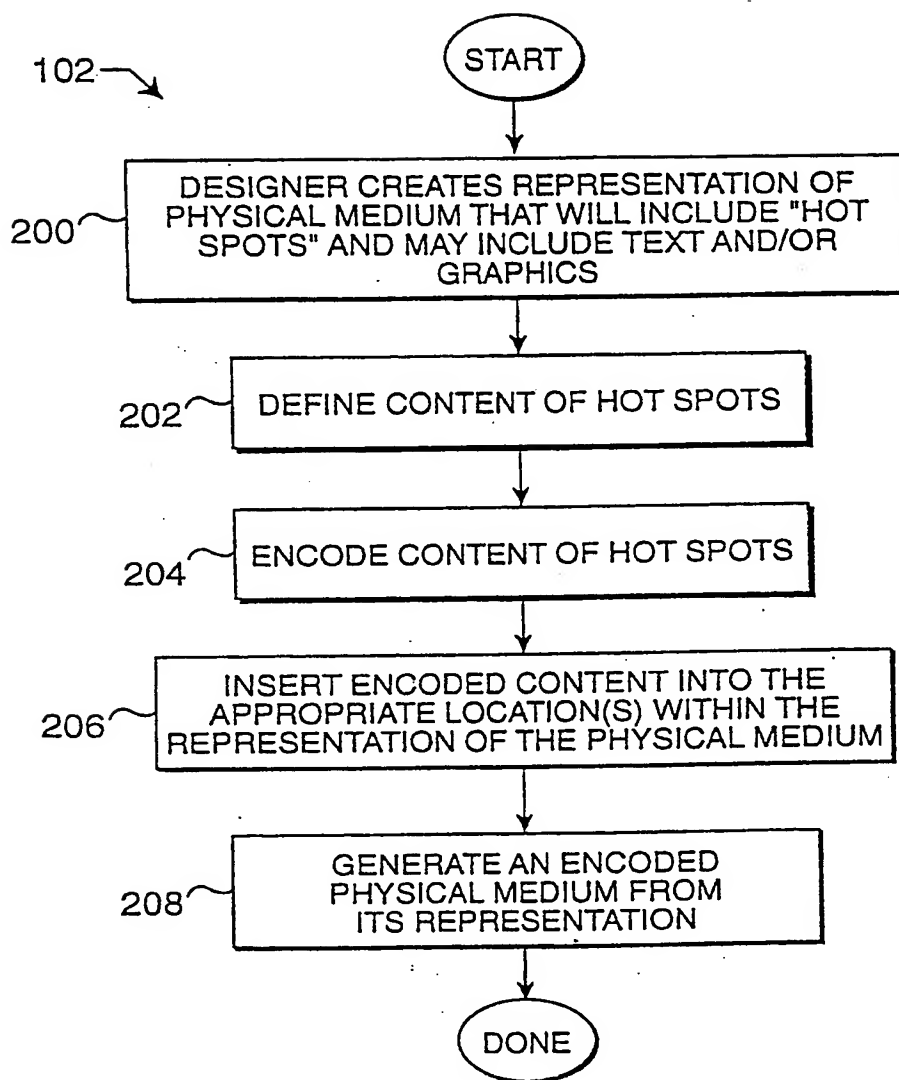 START
102
DESIGNER CREATES REPRESENTATION OF
PHYSICAL MEDIUM THAT WILL INCLUDE "HOT
SPOTS" AND MAY INCLUDE TEXT AND/OR
GRAPHICS
200
DEFINE CONTENT OF HOT SPOTS
202
ENCODE CONTENT OF HOT SPOTS
204
INSERT ENCODED CONTENT INTO THE
APPROPRIATE LOCATION(S) WITHIN THE
REPRESENTATION OF THE PHYSICAL MEDIUM
206
GENERATE AN ENCODED
PHYSICAL MEDIUM FROM
ITS REPRESENTATION
208
DONE